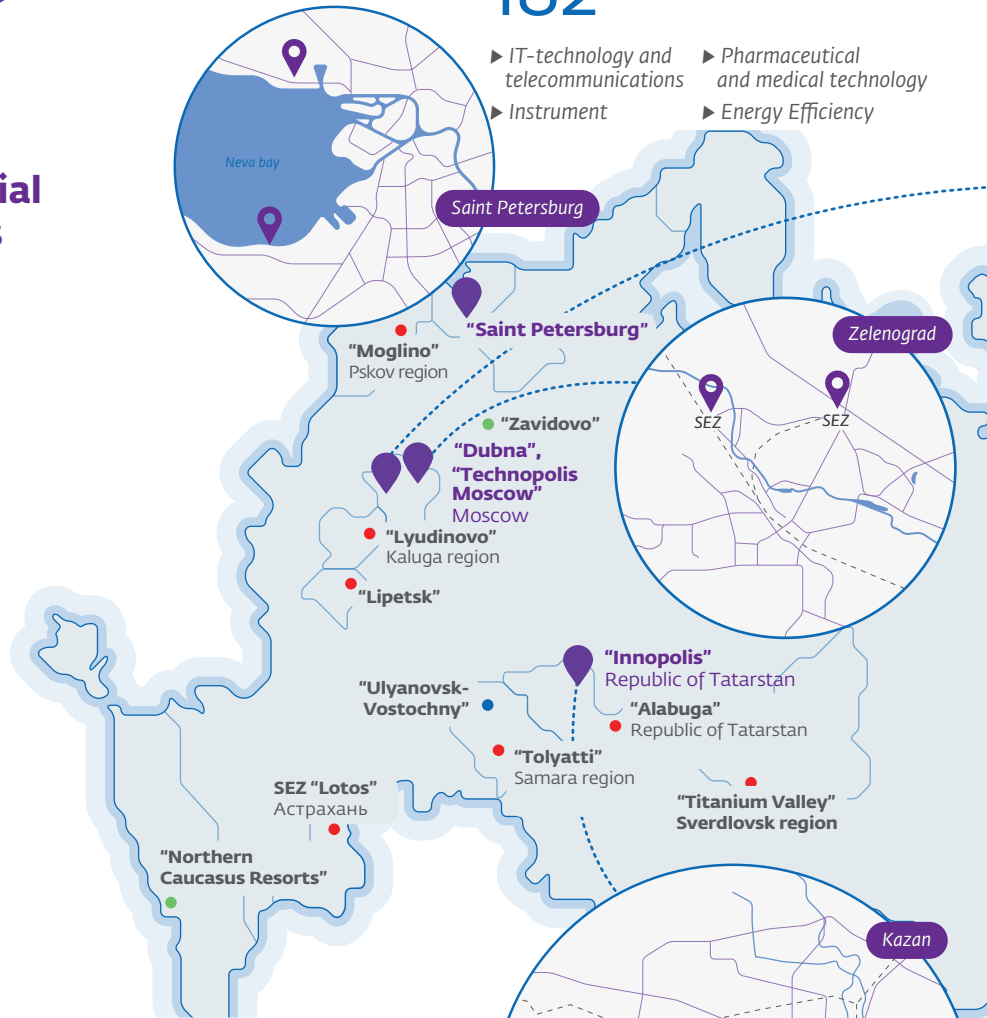 ▶ IT-technology and
telecommunications
▶ Instrument
▶ Pharmaceutical
and medical technology
▶ Energy Efficiency
Neva bay
Saint Petersburg
“Saint Petersburg”
“Moglino”
Pskov region
Zelenograd
SEZ
SEZ
“Zavidovo”
“Dubna”,
“Technopolis
Moscow”
Moscow
“Lyudinovo”
Kaluga region
“Lipetsk”
“Innopolis”
Republic of Tatarstan
“Ulyanovsk-
Vostochny”
“Alabuga”
Republic of Tatarstan
“Tolyatti”
Samara region
SEZ “Lotos”
Астрахань
“Titanium Valley”
Sverdlovsk region
“Northern
Caucasus Resorts”
Kazan